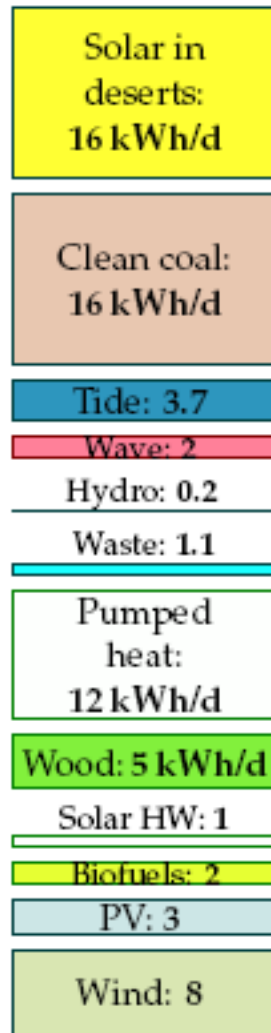 Solar in
deserts:
16 kWh/d
Clean coal:
16 kWh/d
Tide: 3.7
Wave: 2
Hydro: 0.2
Waste: 1.1
Pumped
heat:
12 kWh/d
Wood: 5 kWh/d
Solar HW: 1
Biofuels: 2
PV: 3
Wind: 8